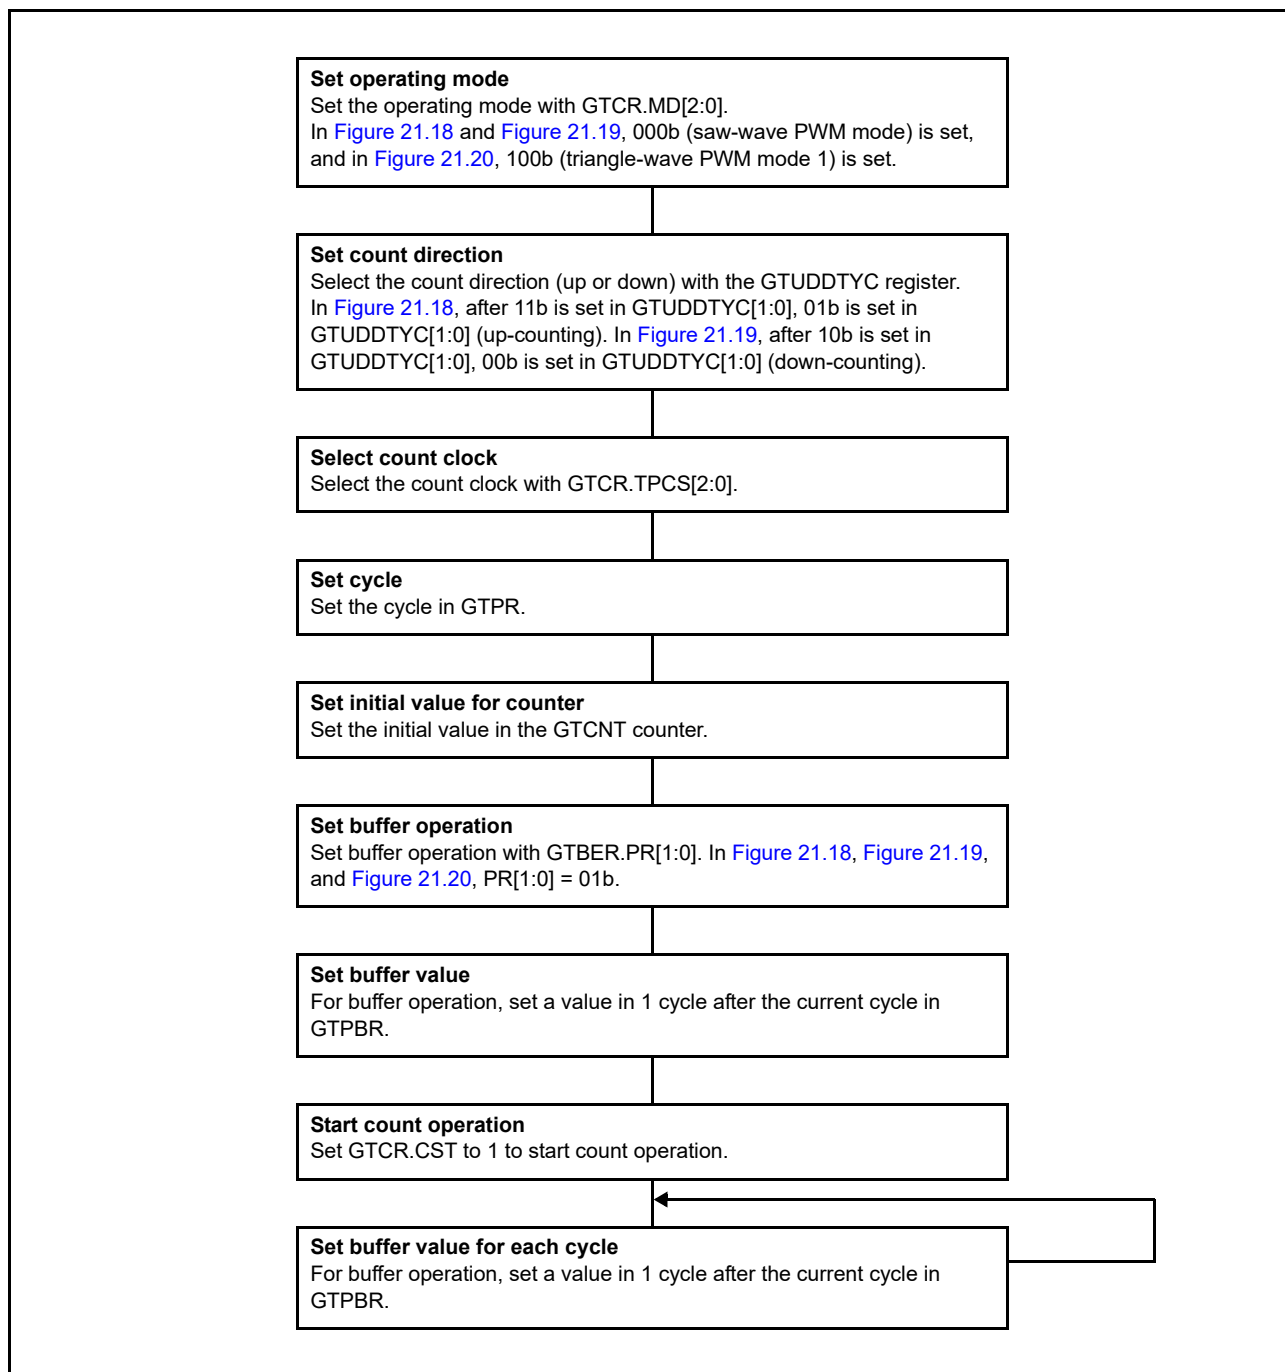 Set operating mode
Set the operating mode with GTCR.MD[2:0].
In Figure 21.18 and Figure 21.19, 000b (saw-wave PWM mode) is set,
and in Figure 21.20, 100b (triangle-wave PWM mode 1) is set.
Set count direction
Select the count direction (up or down) with the GTUDDTYC register.
In Figure 21.18, after 11b is set in GTUDDTYC[1:0], 01b is set in
GTUDDTYC[1:0] (up-counting). In Figure 21.19, after 10b is set in
GTUDDTYC[1:0], 00b is set in GTUDDTYC[1:0] (down-counting).
Select count clock
Select the count clock with GTCR.TPCS[2:0].
Set cycle
Set the cycle in GTPR.
Set initial value for counter
Set the initial value in the GTCNT counter.
Set buffer operation
Set buffer operation with GTBER.PR[1:0]. In Figure 21.18, Figure 21.19,
and Figure 21.20, PR[1:0] = 01b.
Set buffer value
For buffer operation, set a value in 1 cycle after the current cycle in
GTPBR.
Start count operation
Set GTCR.CST to 1 to start count operation.
Set buffer value for each cycle
For buffer operation, set a value in 1 cycle after the current cycle in
GTPBR.